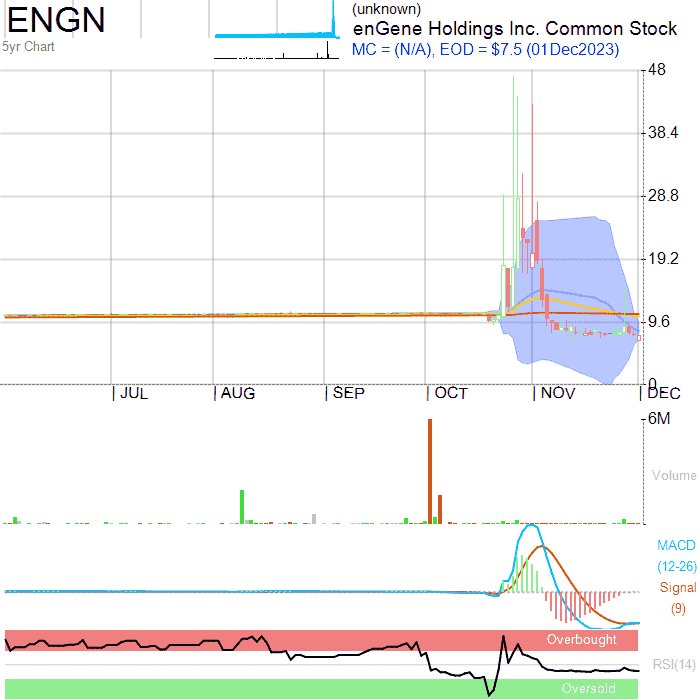 ENGN
5yr Chart
(unknown)
enGene Holdings Inc. Common Stock
MC = (N/A), EOD = $7.5 (01Dec2023)
48
38.4
28.8
19.2
9.6
0
JUL AUG SEP OCT NOV DEC
6M
Volume
MACD
(12-26)
Signal
(9)
Overbought
RSI(14)
Oversold